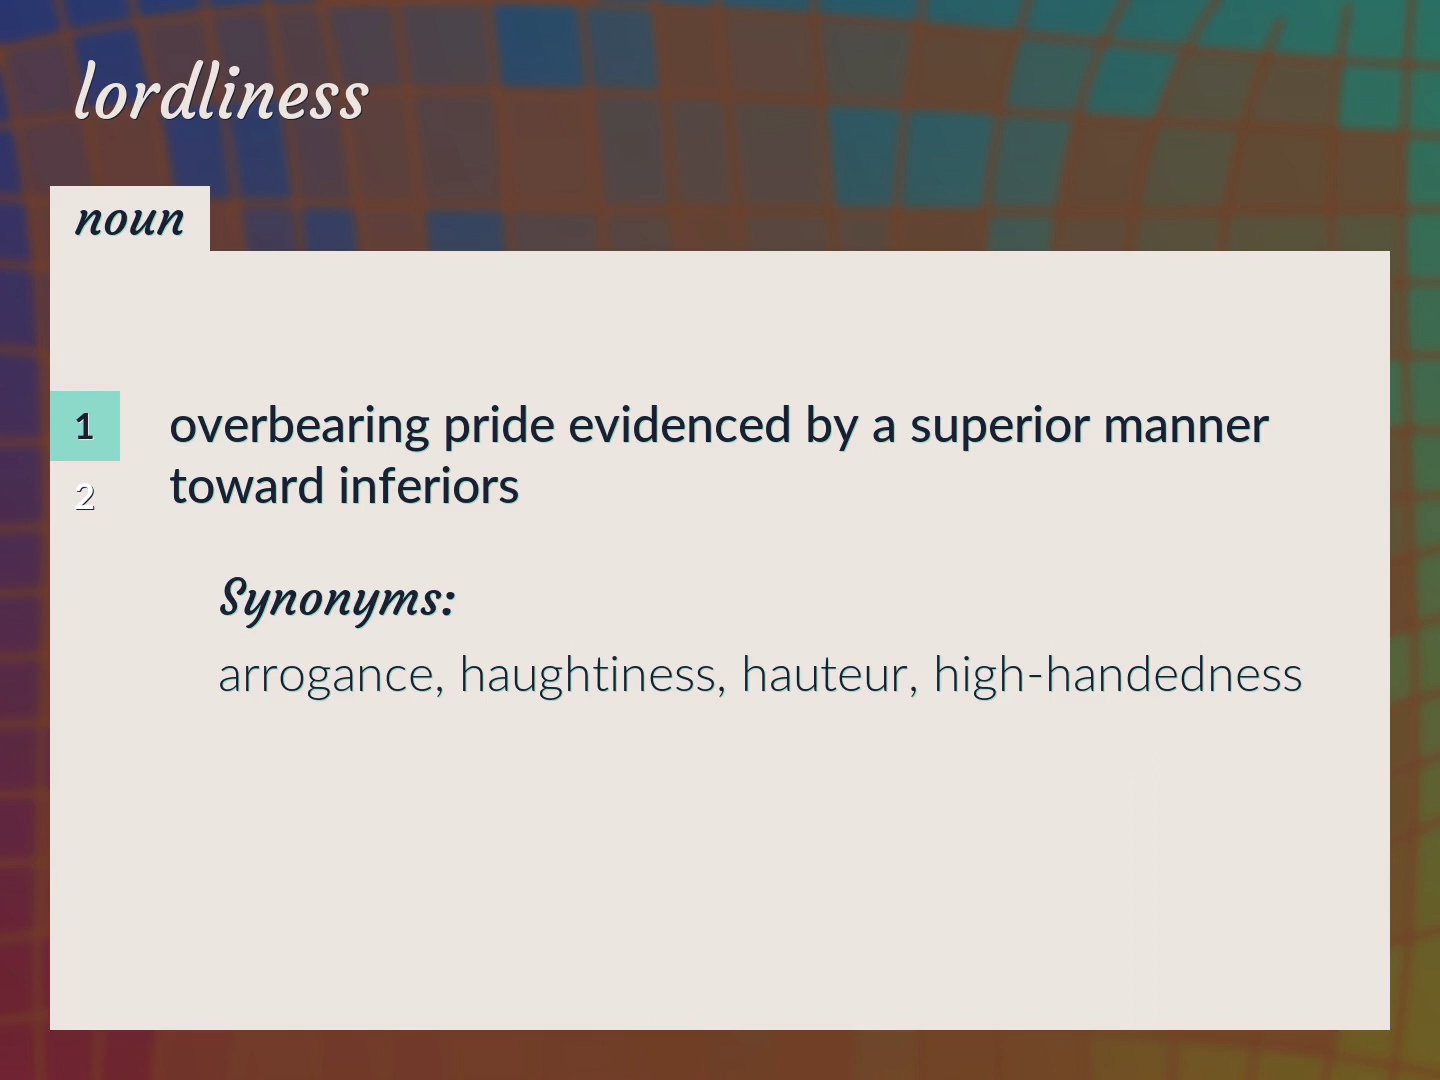 lordliness
noun
1
overbearing pride evidenced by a superior manner
toward inferiors
2
Synonyms:
arrogance, haughtiness, hauteur, high-handedness